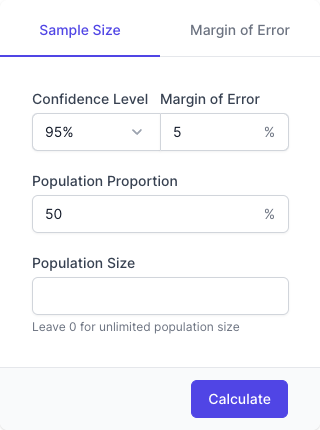 Sample Size Margin of Error
Confidence Level Margin of Error
95% 5 %
Population Proportion
50 %
Population Size
Leave 0 for unlimited population size
Calculate